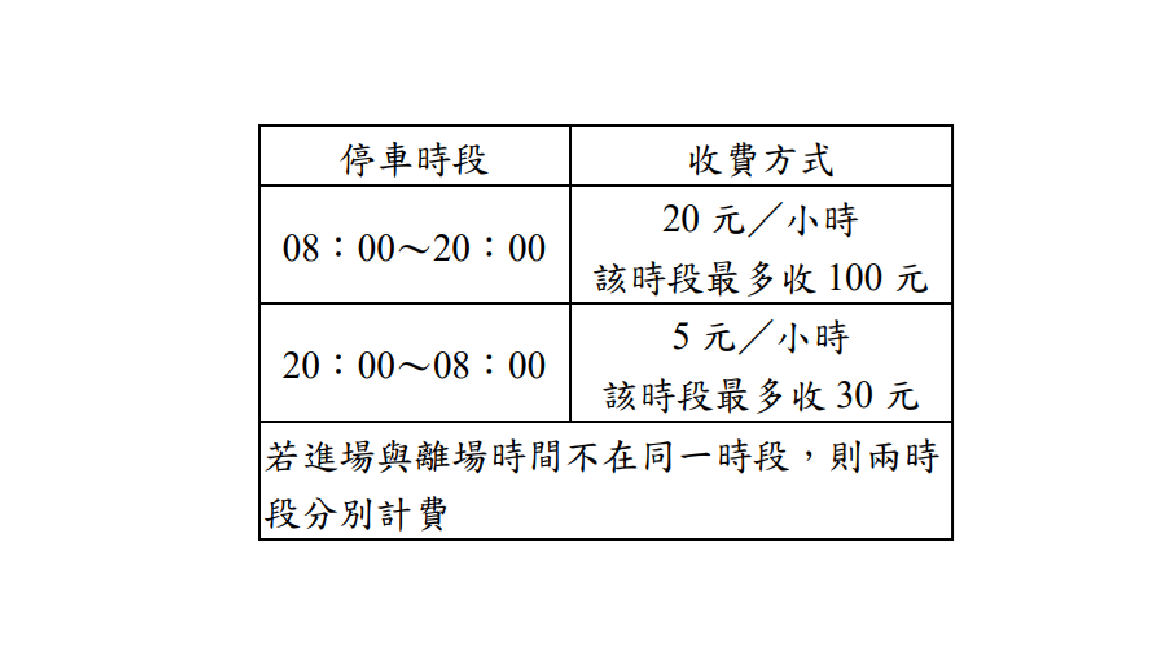 停車時段
收費方式
08：00～20：00
20 元／小時
該時段最多收 100 元
20：00～08：00
5 元／小時
該時段最多收 30 元
若進場與離場時間不在同一時段，則兩時
段分別計費